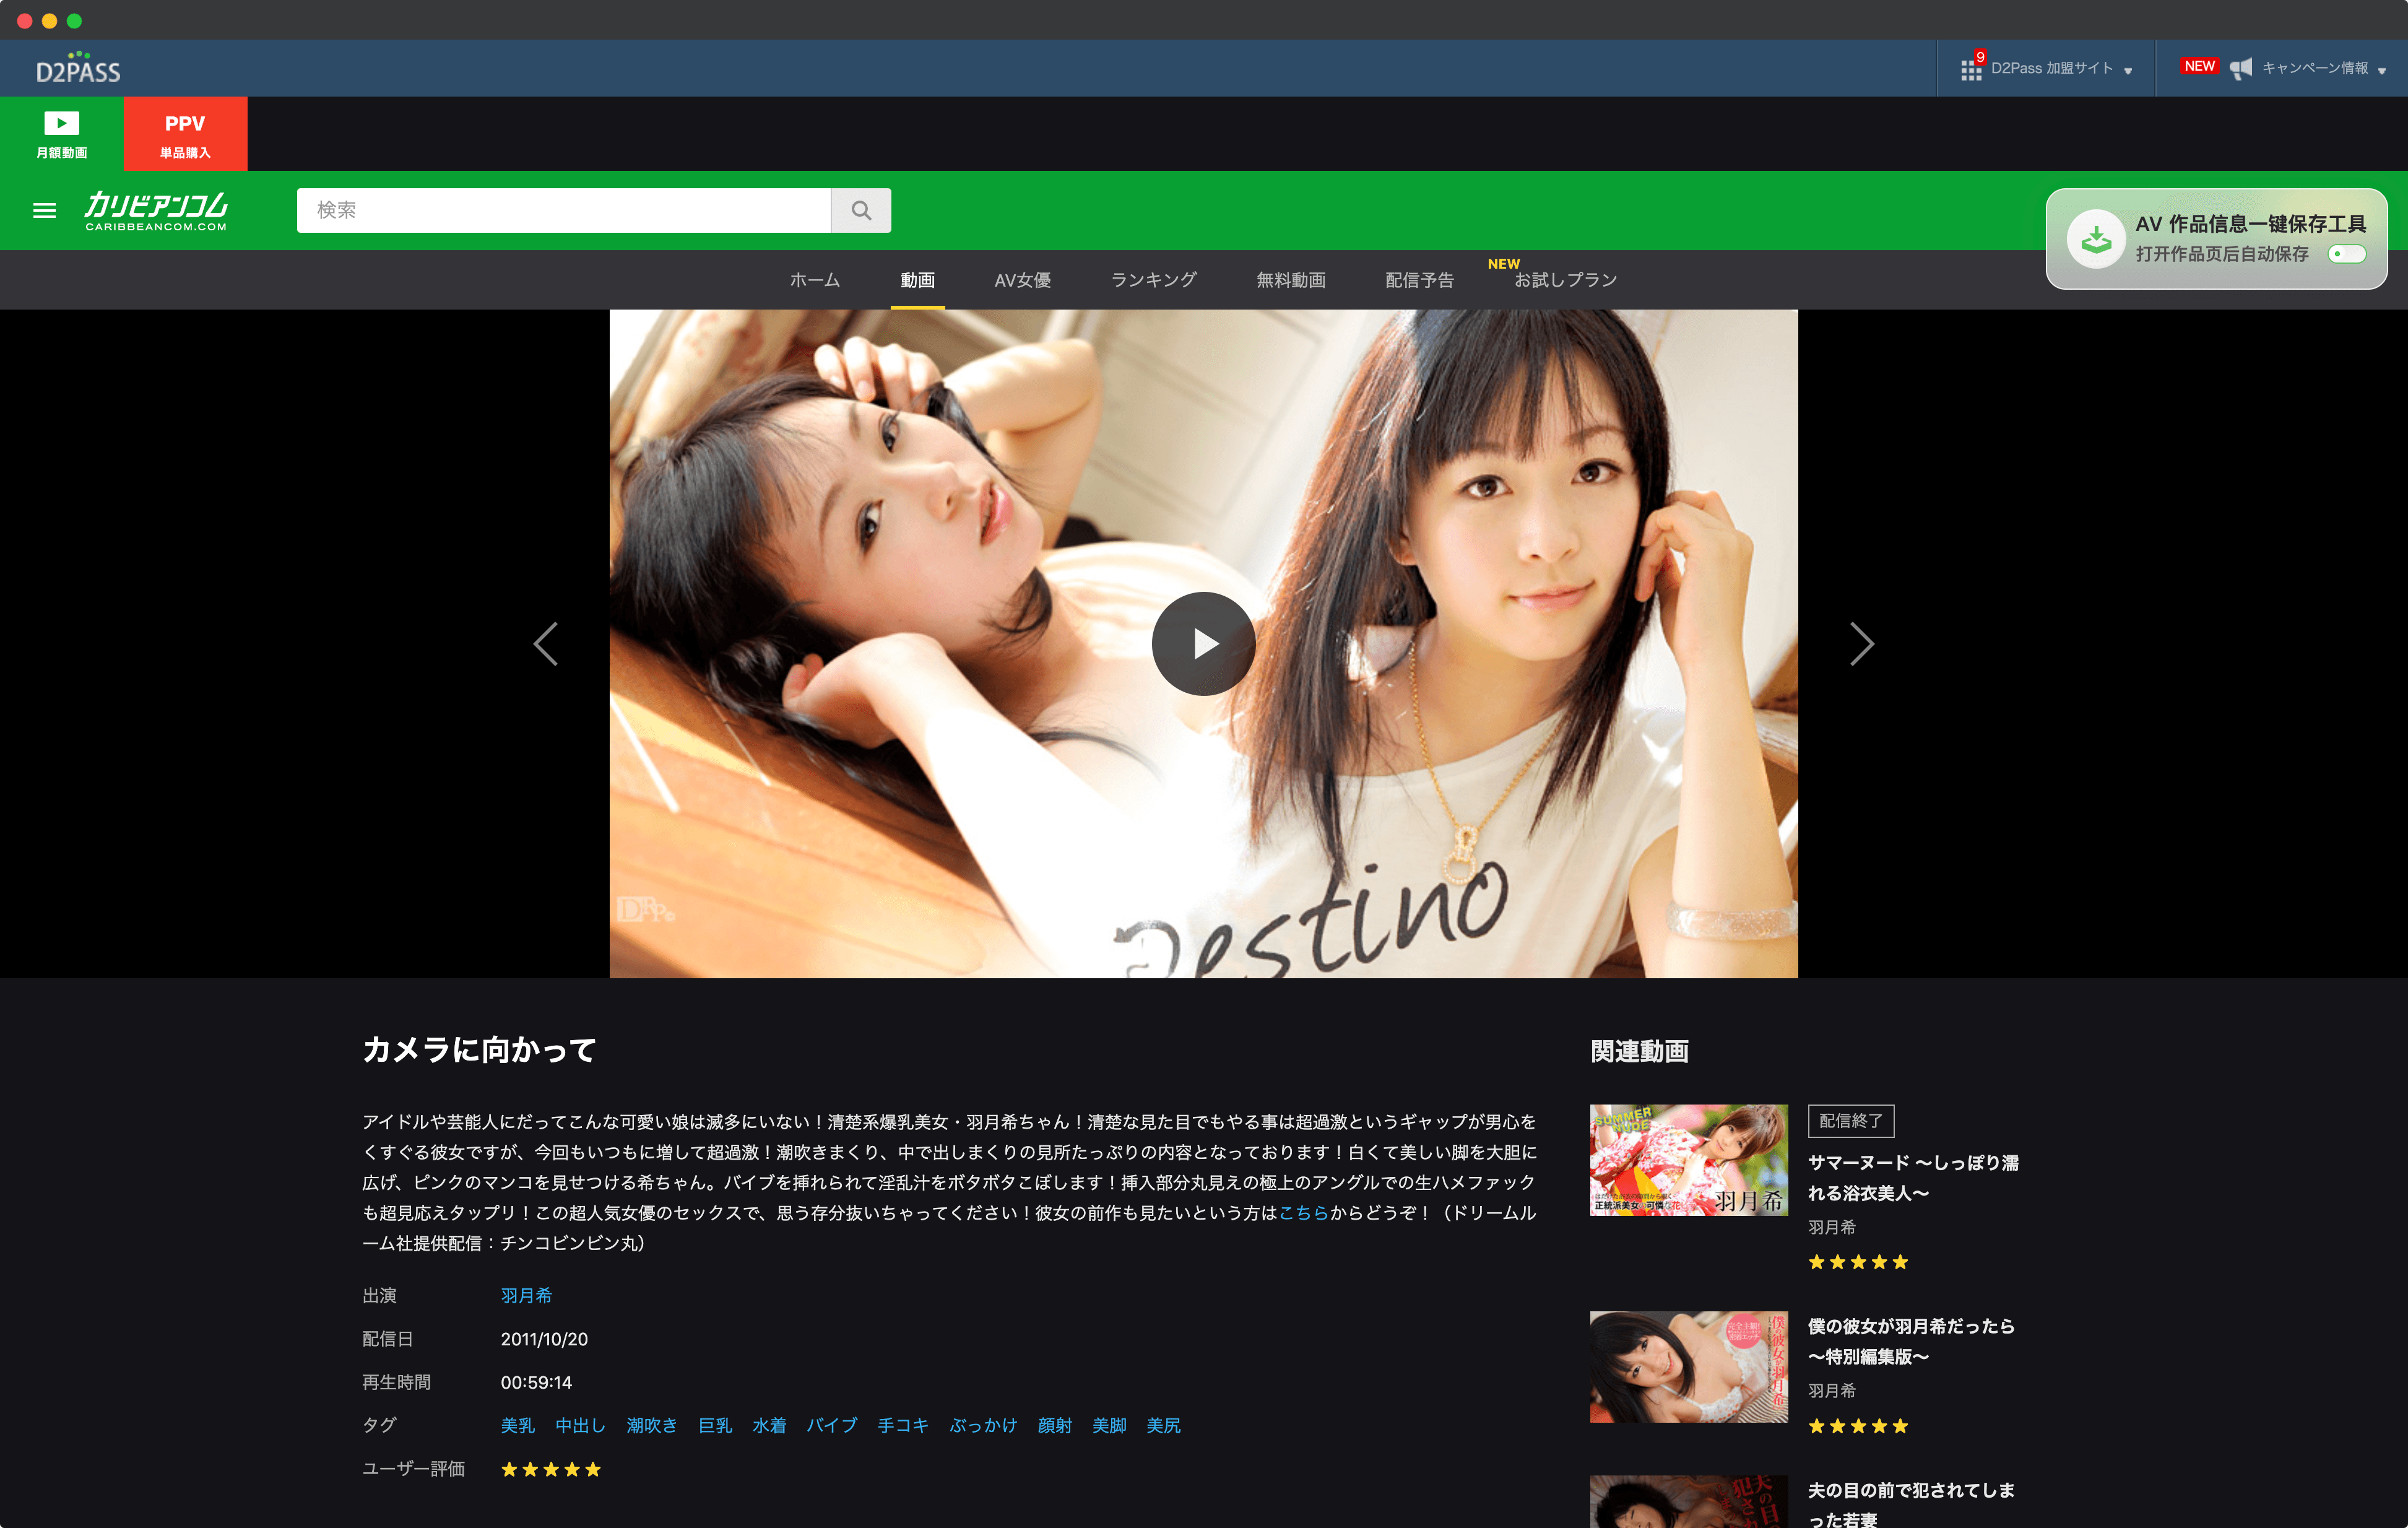 D2PASS
9
D2Pass 加盟サイト
NEW
キャンペーン情報
月額動画
PPV
単品購入
カリビアンコム
CARIBBEANCOM.COM
検索
AV 作品信息一键保存工具
打开作品页后自动保存
ホーム
動画
AV女優
ランキング
無料動画
配信予告
NEW
お試しプラン
Destino
カメラに向かって
アイドルや芸能人にだってこんな可愛い娘は滅多にいない！清楚系爆乳美女・羽月希ちゃん！清楚な見た目でもやる事は超過激というギャップが男心を
くすぐる彼女ですが、今回もいつもに増して超過激！潮吹きまくり、中で出しまくりの見所たっぷりの内容となっております！白くて美しい脚を大胆に
広げ、ピンクのマンコを見せつける希ちゃん。バイブを挿れられて淫乱汁をボタボタこぼします！挿入部分丸見えの極上のアングルでの生ハメファック
も超見応えタップリ！この超人気女優のセックスで、思う存分抜いちゃってください！彼女の前作も見たいという方はこちらからどうぞ！（ドリームル
ーム社提供配信：チンコビンビン丸）
出演 羽月希
配信日 2011/10/20
再生時間 00:59:14
タグ 美乳 中出し 潮吹き 巨乳 水着 バイブ 手コキ ぶっかけ 顔射 美脚 美尻
ユーザー評価
関連動画
SUMMER
NUDE
正統派美女の可憐な花
羽月希
配信終了
サマーヌード 〜しっぽり濡
れる浴衣美人〜
羽月希
僕の彼女が羽月希だったら
〜特別編集版〜
羽月希
夫の目の前で犯されてしま
った若妻